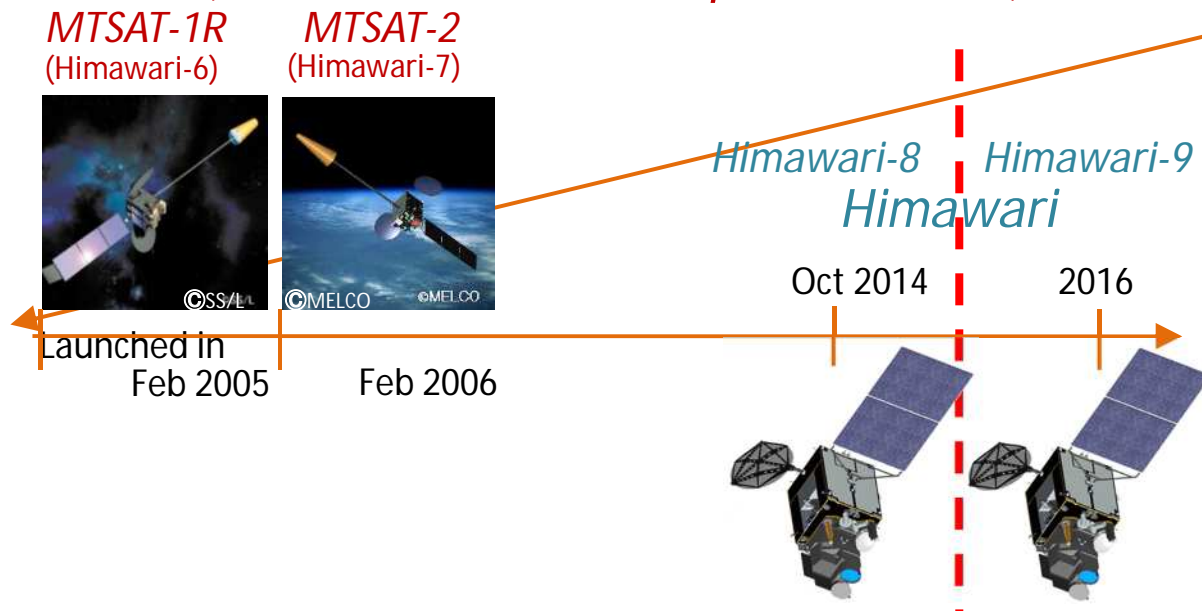 MTSAT-1R
(Himawari-6)
MTSAT-2
(Himawari-7)
Himawari-8
Himawari-9
Himawari
©SS/L
©MELCO
©MELCO
Oct 2014
2016
Launched in
Feb 2005
Feb 2006